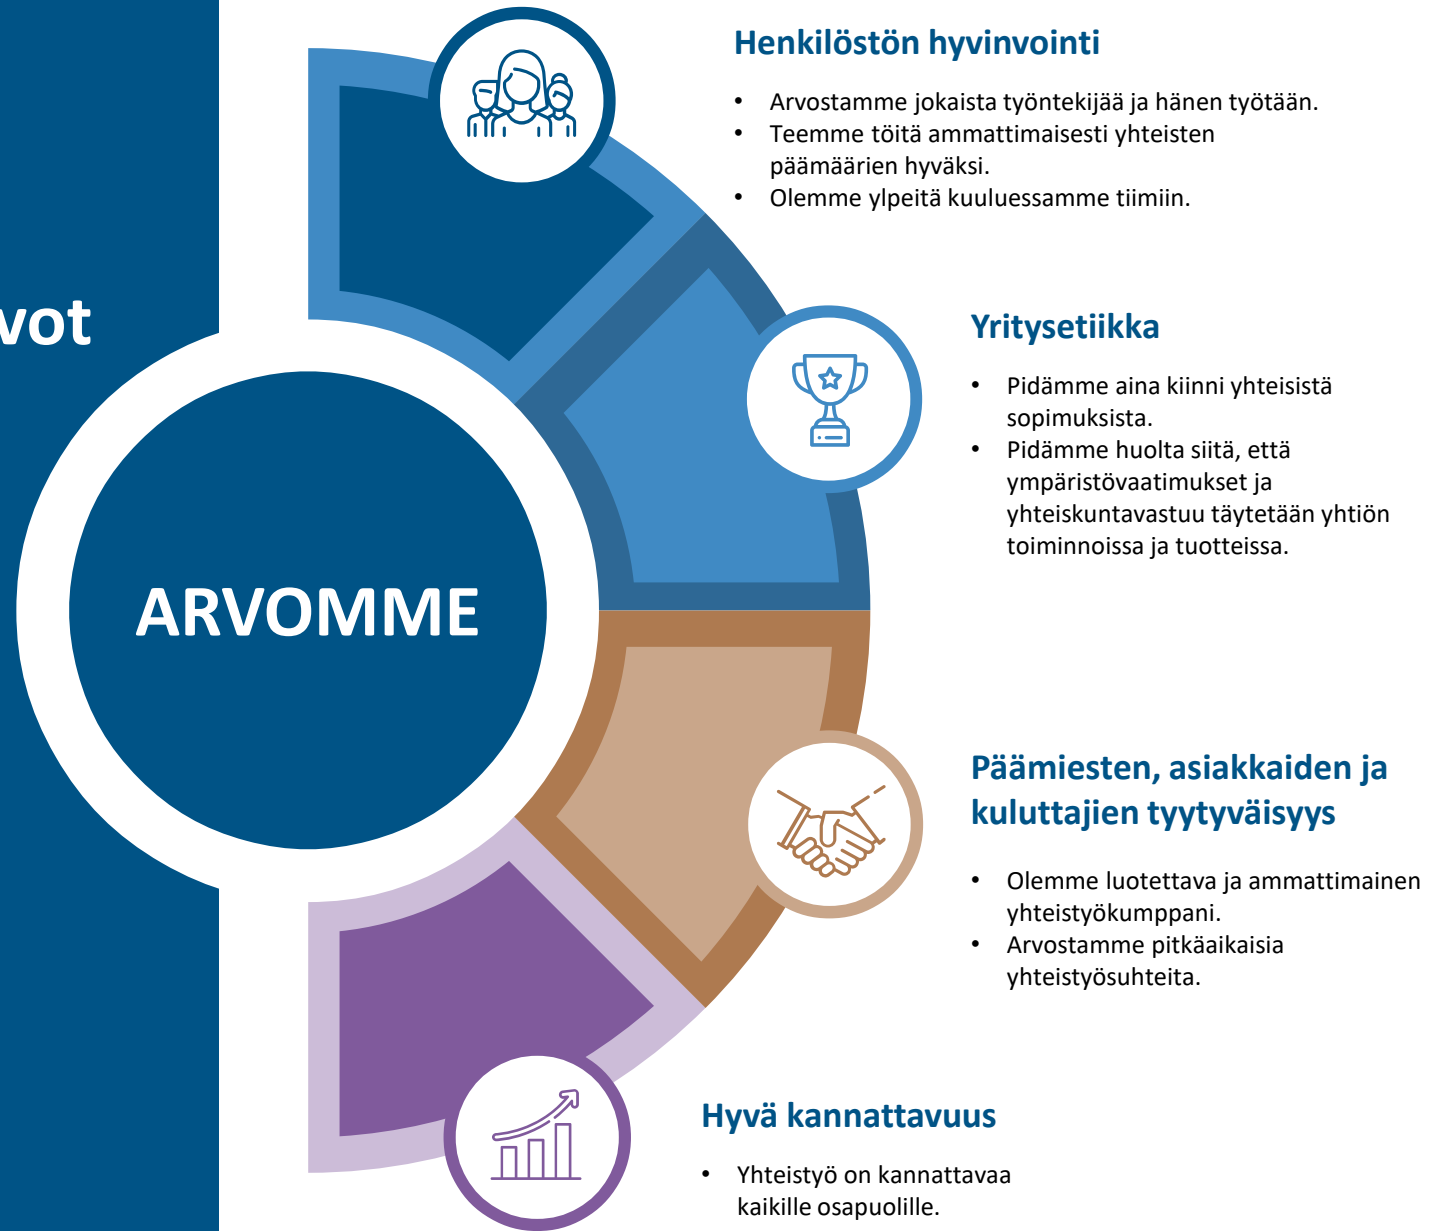 vot
ARVOMME
Henkilöstön hyvinvointi
• Arvostamme jokaista työntekijää ja hänen työtään.
• Teemme töitä ammattimaisesti yhteisten
päämäärien hyväksi.
• Olemme ylpeitä kuuluessamme tiimiin.
Yritysetiikka
• Pidämme aina kiinni yhteisistä
sopimuksista.
• Pidämme huolta siitä, että
ympäristövaatimukset ja
yhteiskuntavastuu täytetään yhtiön
toiminnoissa ja tuotteissa.
Päämiesten, asiakkaiden ja
kuluttajien tyytyväisyys
• Olemme luotettava ja ammattimainen
yhteistyökumppani.
• Arvostamme pitkäaikaisia
yhteistyösuhteita.
Hyvä kannattavuus
• Yhteistyö on kannattavaa
kaikille osapuolille.